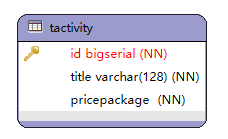 tactivity
id bigserial (NN)
title varchar(128) (NN)
pricepackage (NN)